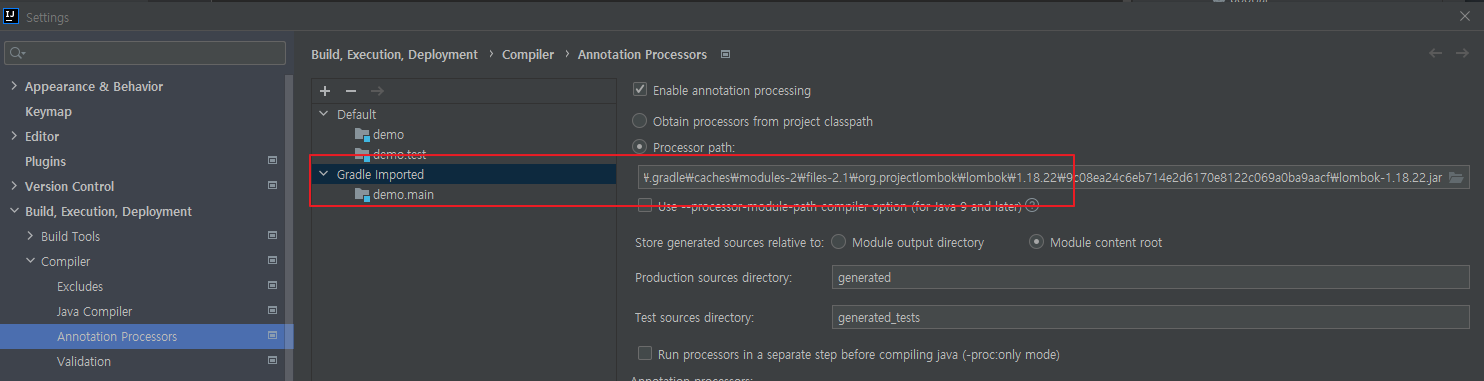 IJ
Settings
Build, Execution, Deployment › Compiler › Annotation Processors
Appearance & Behavior
Keymap
Editor
Plugins
Version Control
Build, Execution, Deployment
Build Tools
Compiler
Excludes
Java Compiler
Annotation Processors
Validation
Default
demo
demo.test
Gradle Imported
demo.main
Enable annotation processing
Obtain processors from project classpath
Processor path:
₩.gradle₩caches₩modules-2₩files-2.1₩org.projectlombok₩lombok₩1.18.22₩9c08ea24c6eb714e2d6170e8122c069a0ba9aacf₩lombok-1.18.22.jar
Use --processor-module-path compiler option (for Java 9 and later) ?
Store generated sources relative to: Module output directory Module content root
Production sources directory: generated
Test sources directory: generated_tests
Run processors in a separate step before compiling java (-proc:only mode)
Annotation processors: